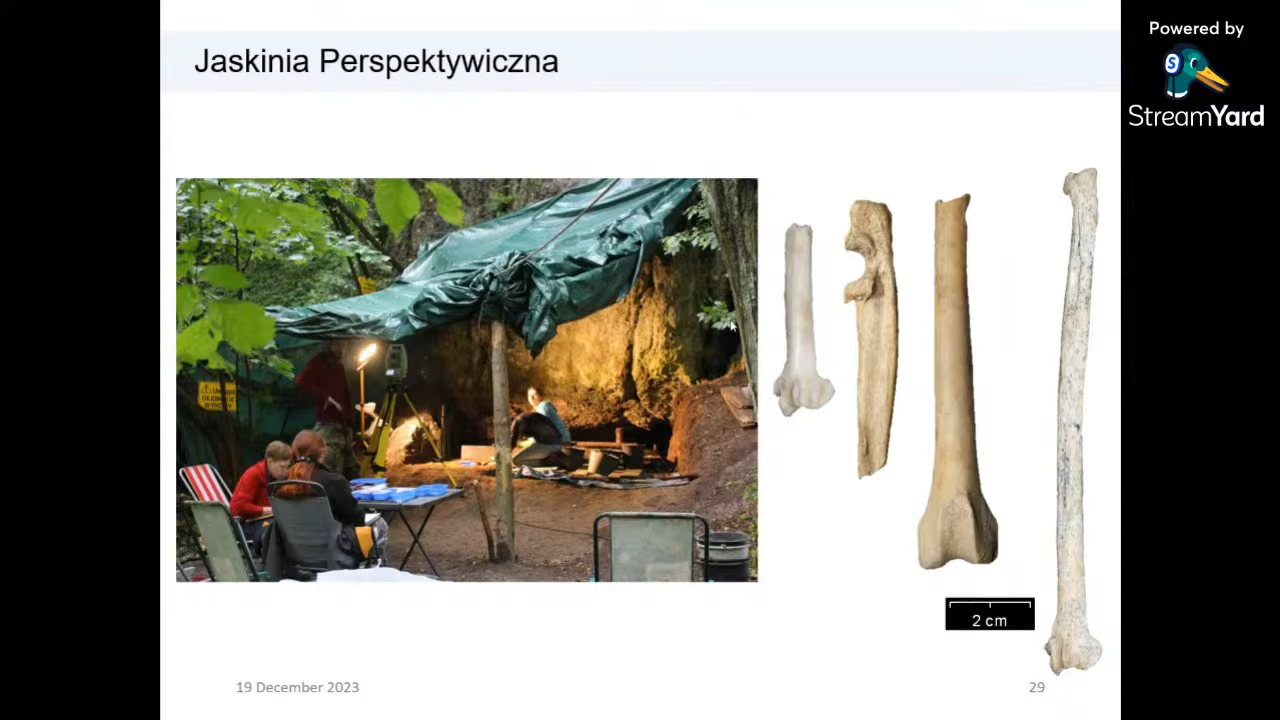 Jaskinia Perspektywiczna
Powered by
StreamYard
2 cm
19 December 2023
29